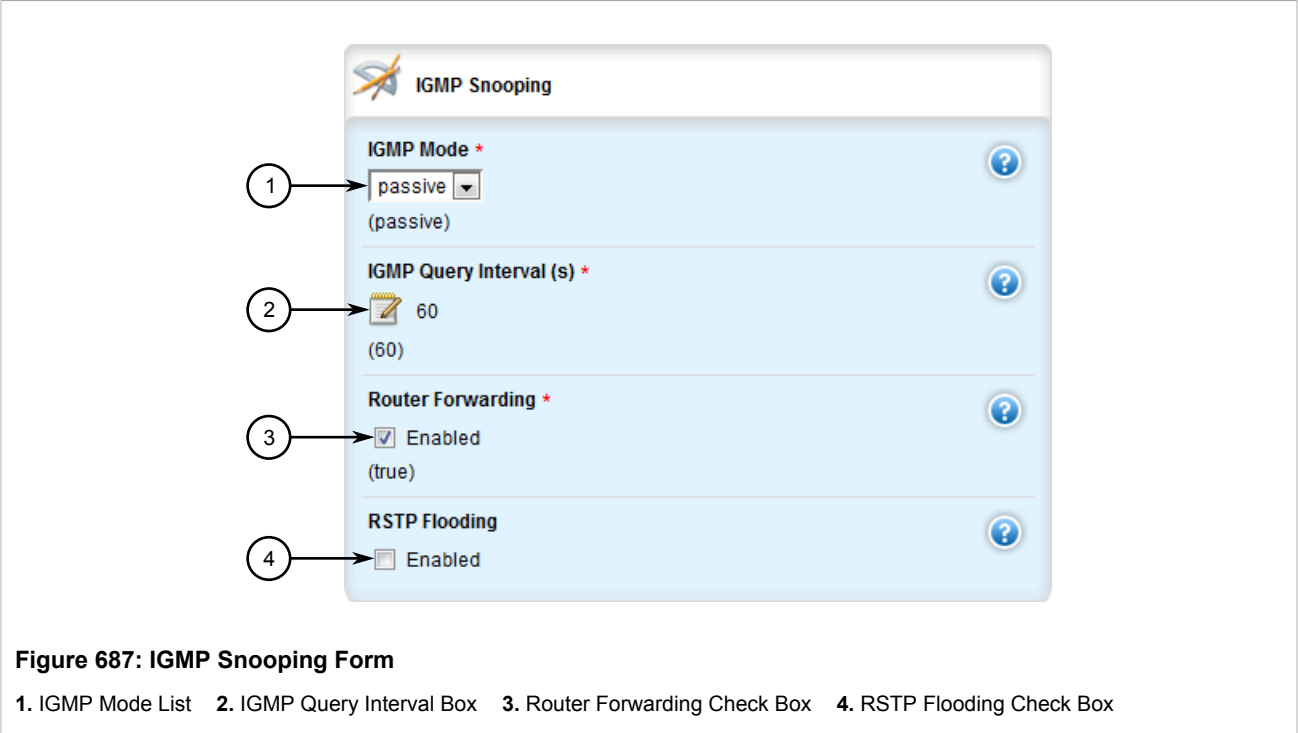 IGMP Snooping
IGMP Mode *
1
passive
(passive)
IGMP Query Interval (s) *
2
60
(60)
Router Forwarding *
3
Enabled
(true)
RSTP Flooding
4
Enabled
Figure 687: IGMP Snooping Form
1. IGMP Mode List 2. IGMP Query Interval Box 3. Router Forwarding Check Box 4. RSTP Flooding Check Box